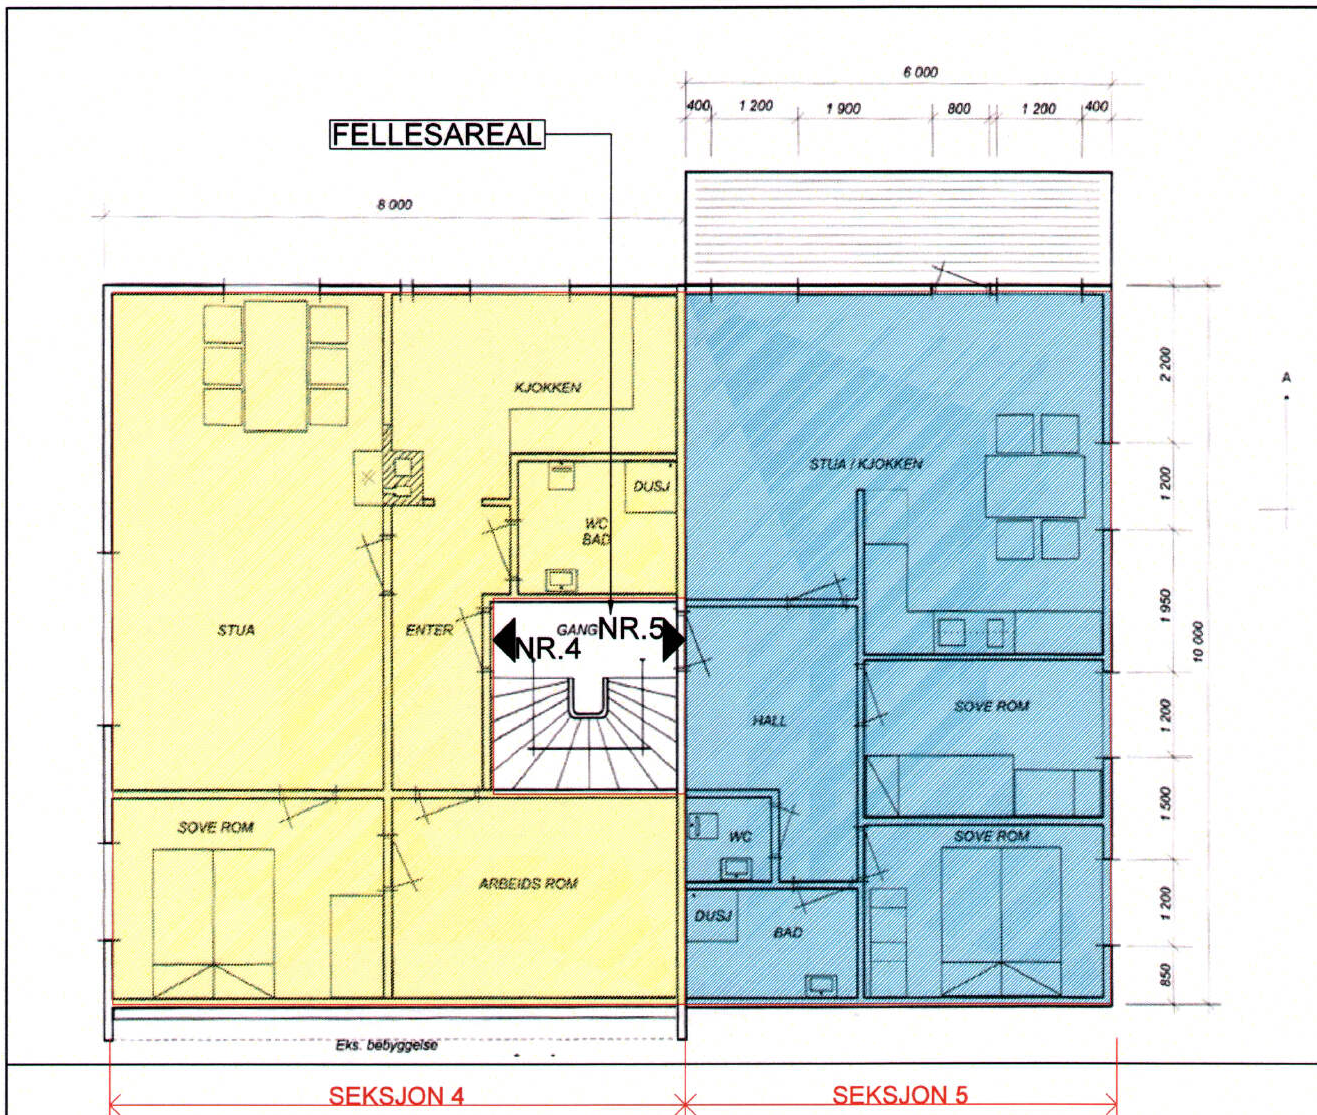 6 000
400 1 200 1 900 800 1 200 400
FELLESAREAL
8 000
KJOKKEN
STUA / KJOKKEN
DUSJ
WC
BAD
STUA
ENTER
GANG
NR.4
NR.5
HALL
SOVE ROM
SOVE ROM
ARBEIDS ROM
WC
DUSJ
BAD
SOVE ROM
2 200
1 200
1 950
1 200
1 500
1 200
850
10 000
A
Eks. bebyggelse
SEKSJON 4
SEKSJON 5